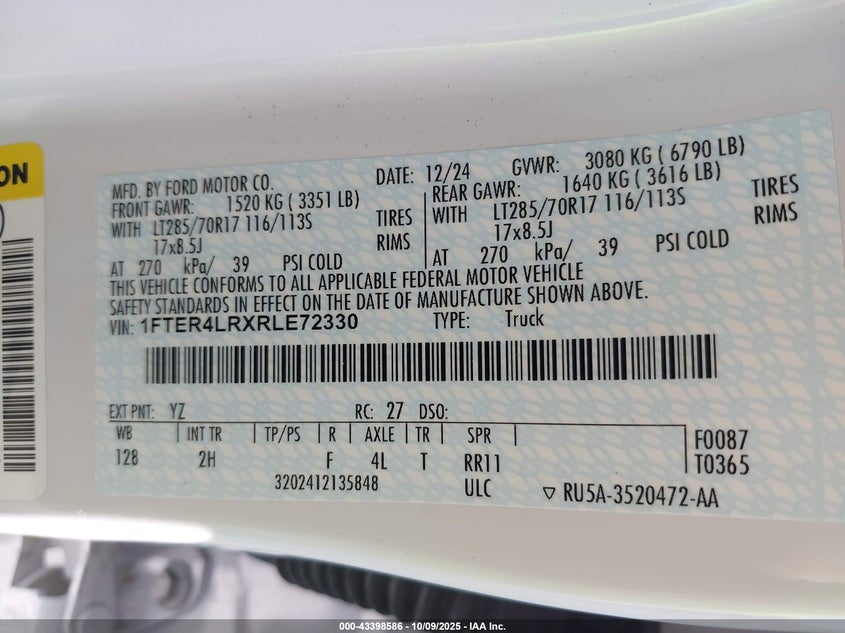 ON
MFD. BY FORD MOTOR CO.
DATE: 12/24
GVWR: 3080 KG ( 6790 LB)
FRONT GAWR: 1520 KG ( 3351 LB)
REAR GAWR: 1640 KG ( 3616 LB)
WITH LT285/70R17 116/113S TIRES
WITH LT285/70R17 116/113S TIRES
17x8.5J RIMS
17x8.5J RIMS
AT 270 kPa/ 39 PSI COLD
AT 270 kPa/ 39 PSI COLD
THIS VEHICLE CONFORMS TO ALL APPLICABLE FEDERAL MOTOR VEHICLE
SAFETY STANDARDS IN EFFECT ON THE DATE OF MANUFACTURE SHOWN ABOVE.
VIN: 1FTER4LRXRLE72330 TYPE: Truck
EXT PNT: YZ RC: 27 DSO:
WB INT TR TP/PS R AXLE TR SPR F0087
128 2H F 4L T RR11 T0365
3202412135848 ULC ▽ RU5A-3520472-AA
000-43398586 - 10/09/2025 - IAA Inc.